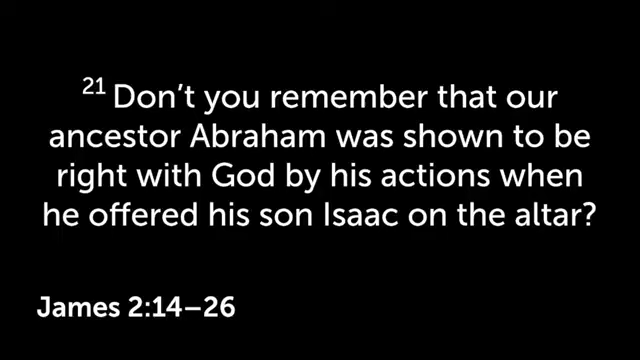 21 Don’t you remember that our
ancestor Abraham was shown to be
right with God by his actions when
he offered his son Isaac on the altar?
James 2:14–26